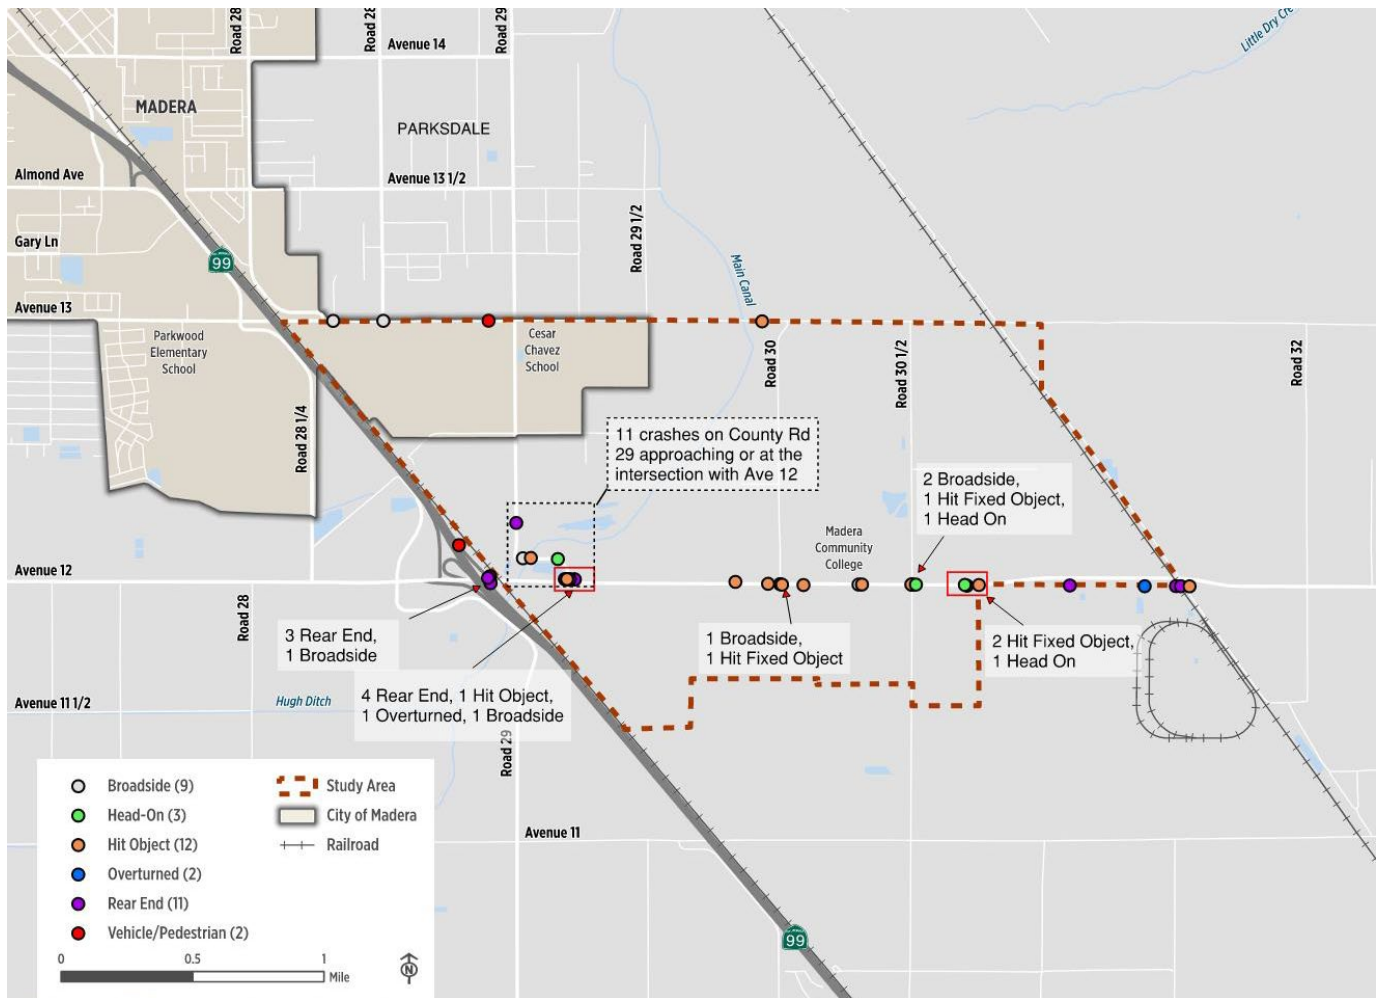 Road 28
Road 28
Road 29
Avenue 14
Little Dry Cre
MADERA
PARKSDALE
Almond Ave
Avenue 13 1/2
Gary Ln
99
Road 29 1/2
Main Canal
Avenue 13
Parkwood
Elementary
School
Cesar
Chavez
School
Road 30
Road 30 1/2
Road 32
Road 28 1/4
11 crashes on County Rd
29 approaching or at the
intersection with Ave 12
2 Broadside,
1 Hit Fixed Object,
1 Head On
Madera
Community
College
Avenue 12
Road 28
3 Rear End,
1 Broadside
1 Broadside,
1 Hit Fixed Object
2 Hit Fixed Object,
1 Head On
4 Rear End, 1 Hit Object,
1 Overturned, 1 Broadside
Avenue 11 1/2
Hugh Ditch
Road 29
Avenue 11
99
Broadside (9)
Head-On (3)
Hit Object (12)
Overturned (2)
Rear End (11)
Vehicle/Pedestrian (2)
Study Area
City of Madera
Railroad
0 0.5 1
Mile
N